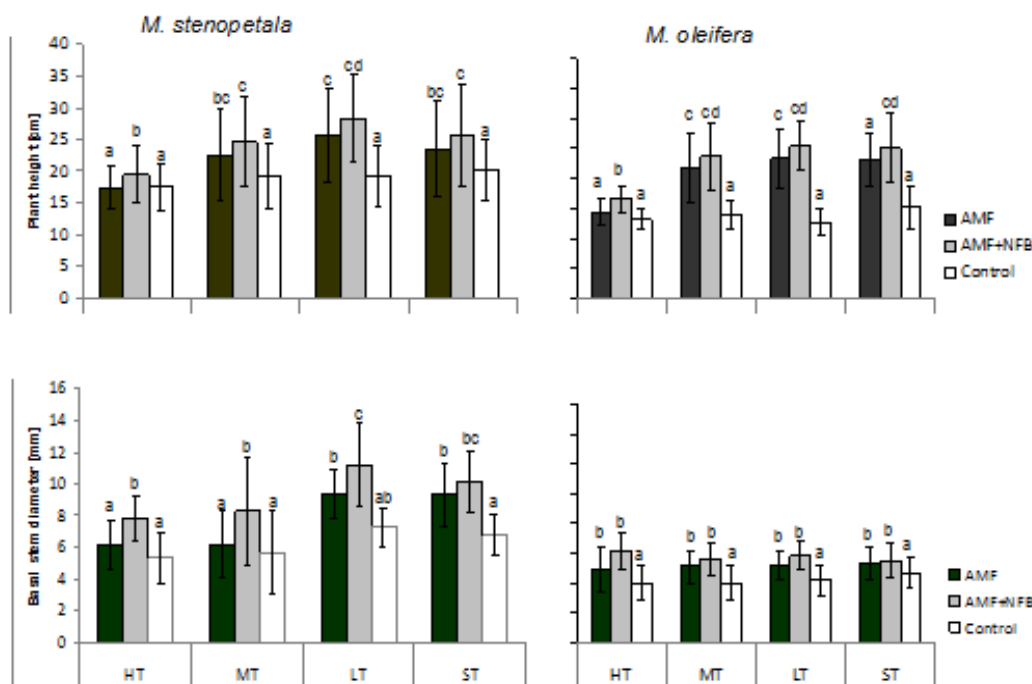 M. stenopetala
M. oleifera
Plant height [cm]
40
35
30
25
20
15
10
5
0
a b a
bc c a
c cd a
bc c a
a b a
c cd a
c cd a
a cd a
AMF
AMF+NFB
Control
Basal stem diameter [mm]
16
14
12
10
8
6
4
2
0
a b a
a b a
b c ab
b bc a
b b a
b b a
b b a
b b a
AMF
AMF+NFB
Control
HT MT LT ST
HT MT LT ST